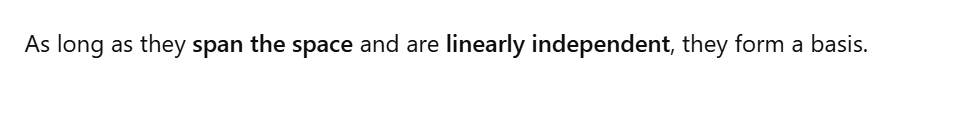 As long as they span the space and are linearly independent, they form a basis.